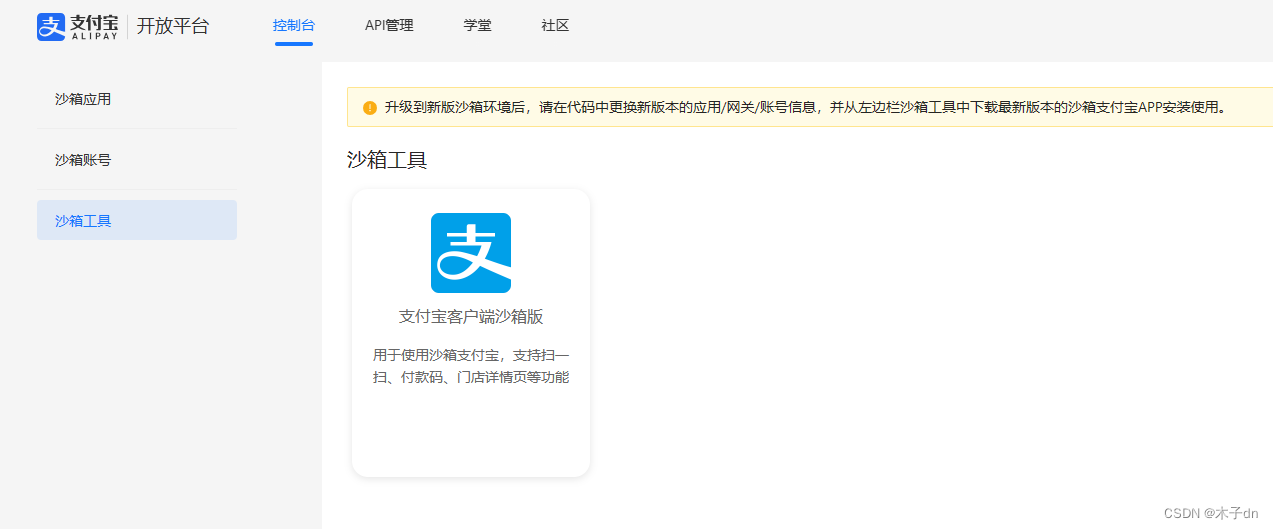 支付宝 ALIPAY 开放平台 控制台 API管理 学堂 社区
沙箱应用
沙箱账号
沙箱工具
升级到新版沙箱环境后，请在代码中更换新版本的应用/网关/账号信息，并从左边栏沙箱工具中下载最新版本的沙箱支付宝APP安装使用。
沙箱工具
支
支付宝客户端沙箱版
用于使用沙箱支付宝，支持扫一
扫、付款码、门店详情页等功能
CSDN @木子dn